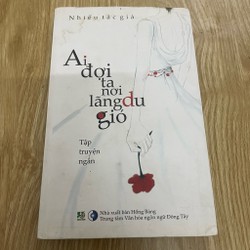 Nhiều tác giả
Ai
đợi
ta
nơi
lãng du
gió
Tập
truyện
ngắn
Nhà xuất bản Hồng Bàng
Trung tâm Văn hóa ngôn ngữ Đông Tây